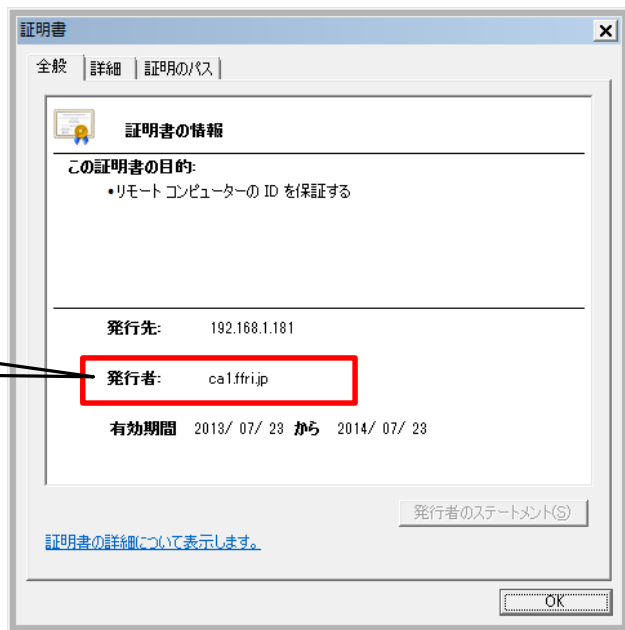 証明書
全般 詳細 証明のパス
証明書の情報
この証明書の目的:
•リモート コンピューターの ID を保証する
発行先: 192.168.1.181
発行者: ca1.ffri.jp
有効期間 2013/ 07/ 23 から 2014/ 07/ 23
発行者のステートメント(S)
証明書の詳細について表示します。
OK